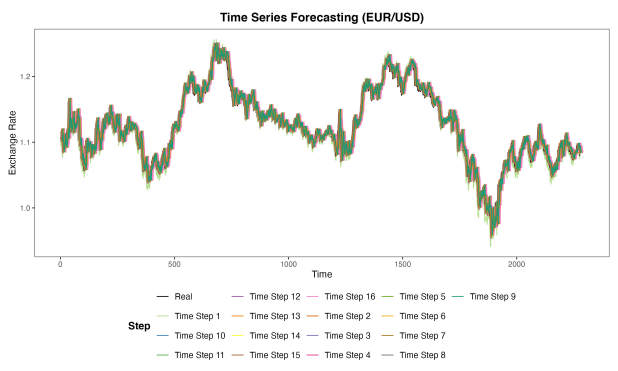 Time Series Forecasting (EUR/USD)
Exchange Rate
1.2
1.1
1.0
0 500 1000 1500 2000
Time
Step
Real Time Step 12 Time Step 16 Time Step 5 Time Step 9
Time Step 1 Time Step 13 Time Step 2 Time Step 6
Time Step 10 Time Step 14 Time Step 3 Time Step 7
Time Step 11 Time Step 15 Time Step 4 Time Step 8